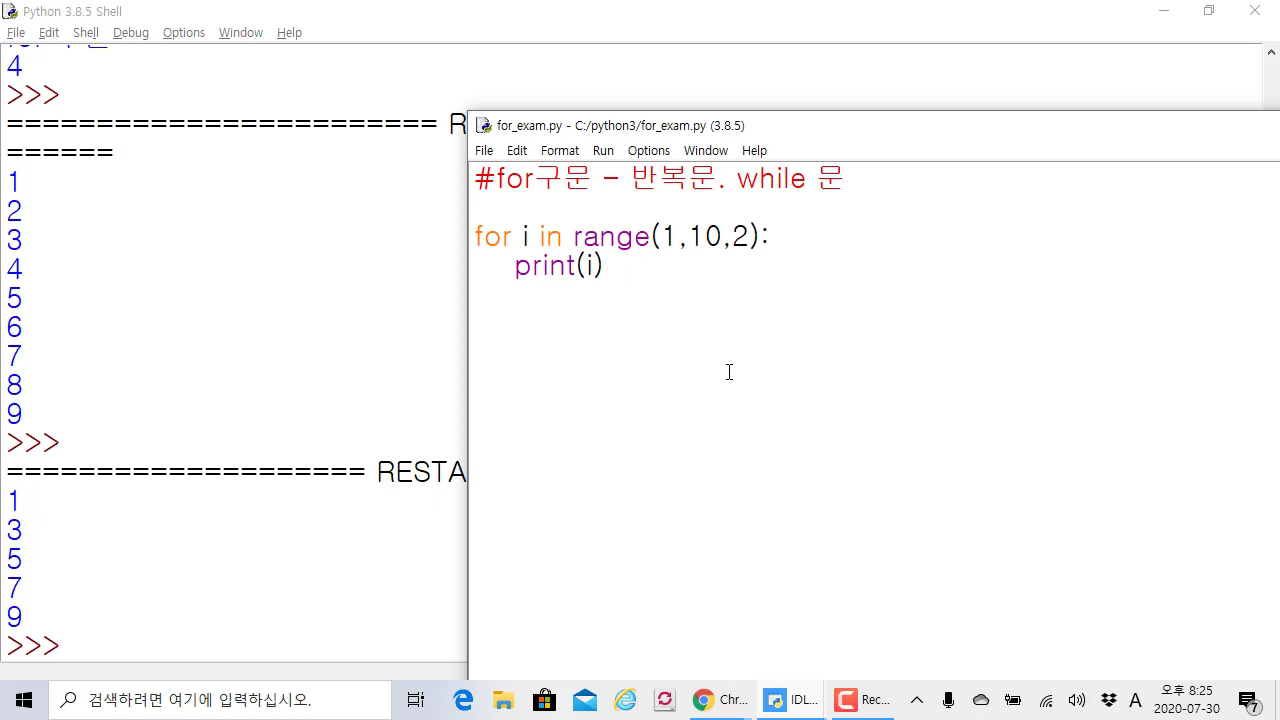 Python 3.8.5 Shell
File Edit Shell Debug Options Window Help
4
>>>
======================== R
======
1
2
3
4
5
6
7
8
9
>>>
==================== RESTA
1
3
5
7
9
>>>
for_exam.py - C:/python3/for_exam.py (3.8.5)
File Edit Format Run Options Window Help
#for구문 - 반복문. while 문
for i in range(1,10,2):
print(i)
검색하려면 여기에 입력하십시오.
Chr...
IDL...
Rec...
A
오후 8:25
2020-07-30
7